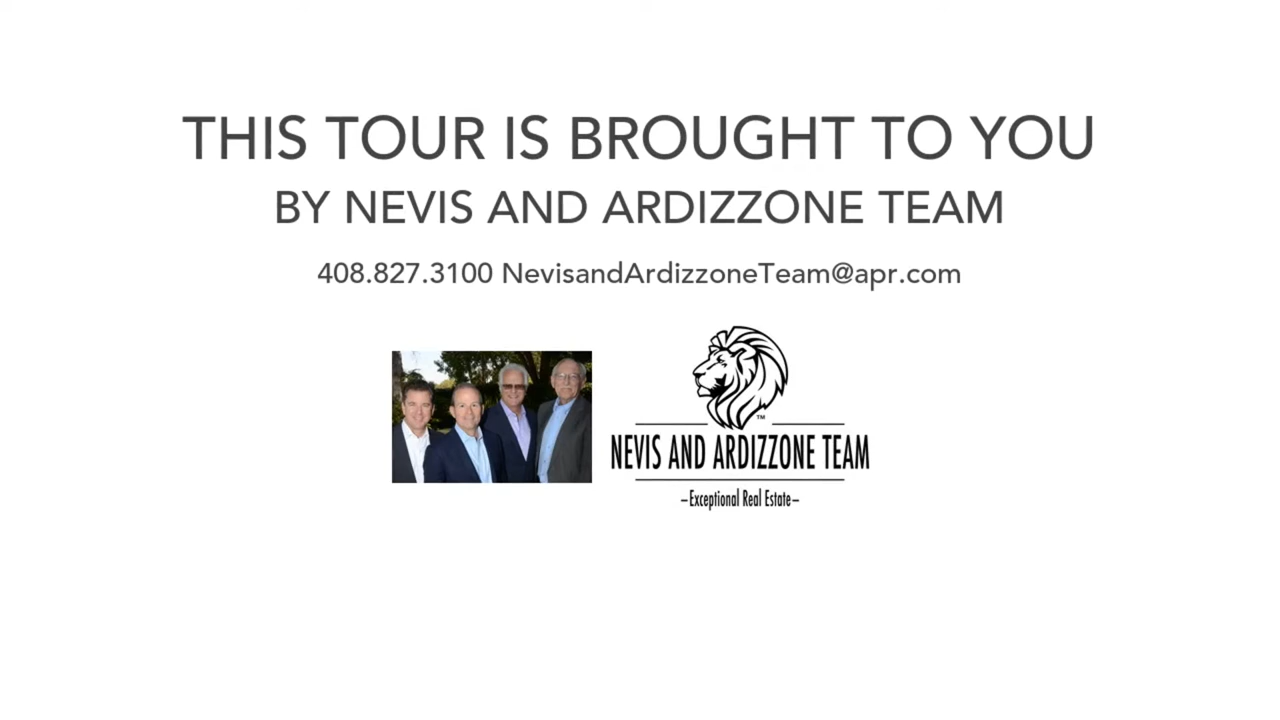 THIS TOUR IS BROUGHT TO YOU
BY NEVIS AND ARDIZZONE TEAM
408.827.3100 NevisandArdizzoneTeam@apr.com
TM
NEVIS AND ARDIZZONE TEAM
–Exceptional Real Estate–